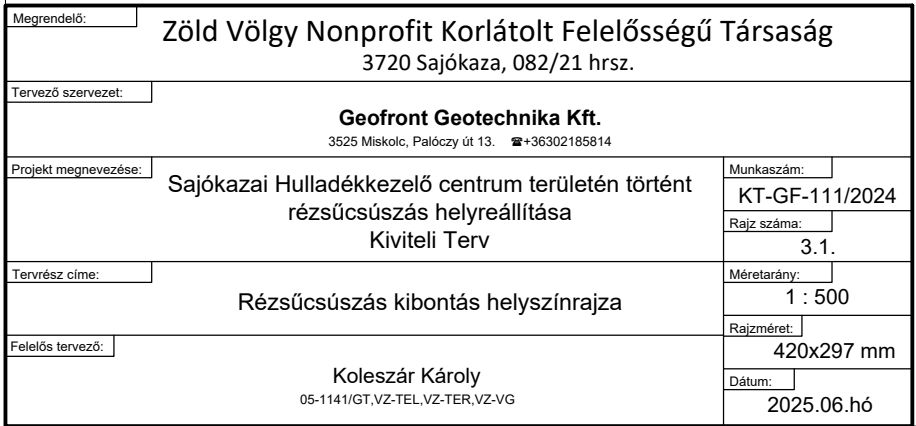 Megrendelő:
Zöld Völgy Nonprofit Korlátolt Felelősségű Társaság
3720 Sajókaza, 082/21 hrsz.
Tervező szervezet:
Geofront Geotechnika Kft.
3525 Miskolc, Palóczy út 13. ☎+36302185814
Projekt megnevezése:
Sajókazai Hulladékkezelő centrum területén történt
rézsűcsúszás helyreállítása
Kiviteli Terv
Munkaszám:
KT-GF-111/2024
Rajz száma:
3.1.
Tervrész címe:
Rézsűcsúszás kibontás helyszínrajza
Méretarány:
1 : 500
Rajzméret:
420x297 mm
Felelős tervező:
Koleszár Károly
05-1141/GT,VZ-TEL,VZ-TER,VZ-VG
Dátum:
2025.06.hó